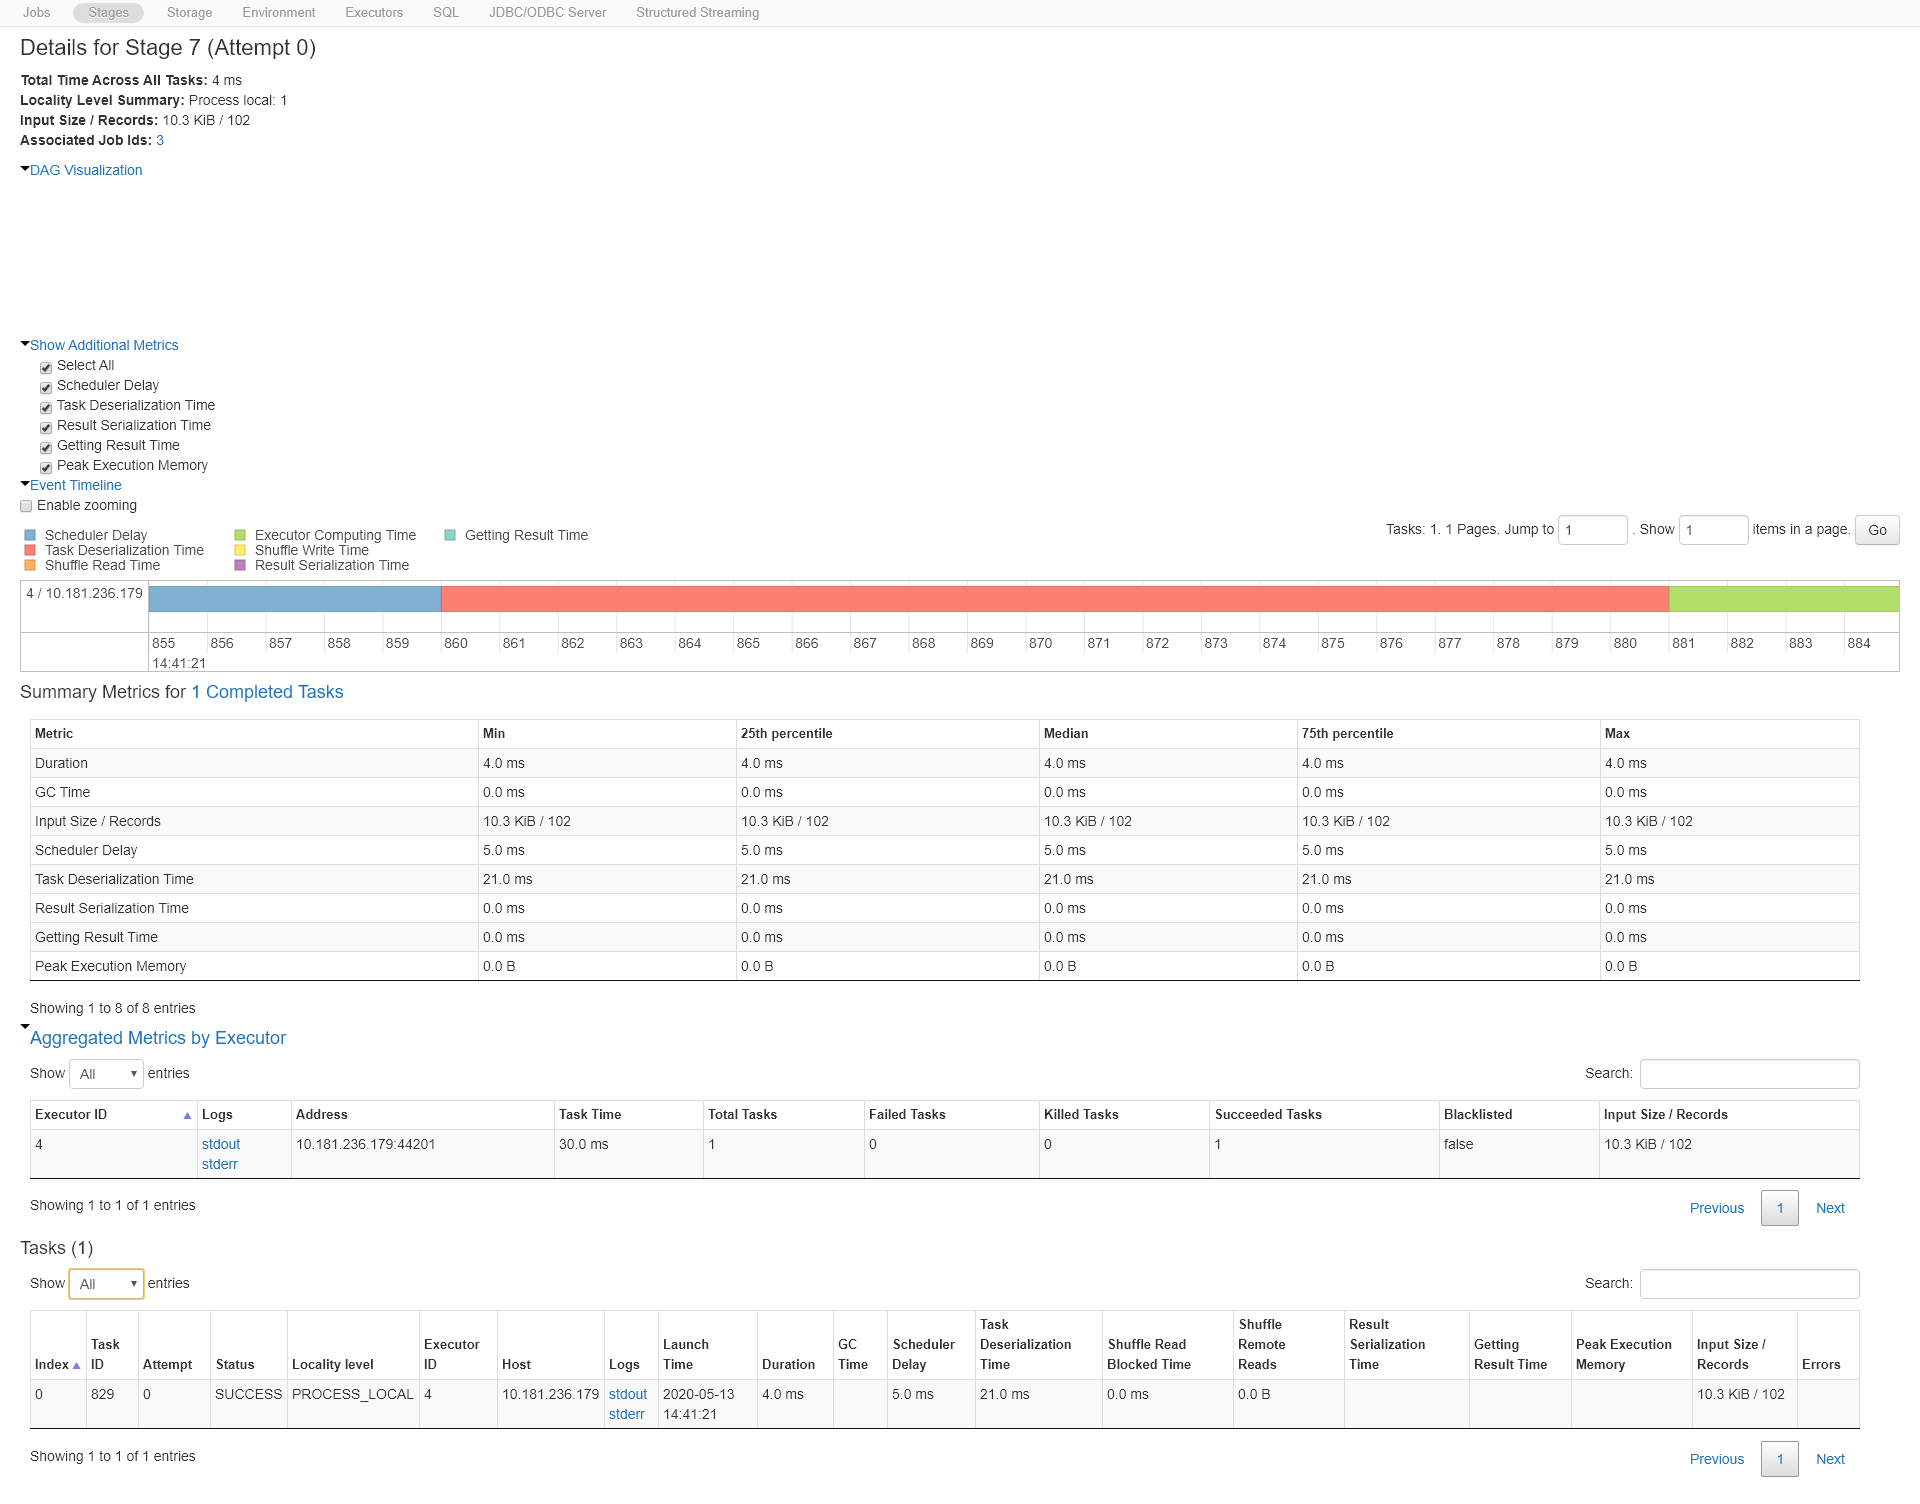 Jobs Stages Storage Environment Executors SQL JDBC/ODBC Server Structured Streaming
Details for Stage 7 (Attempt 0)
Total Time Across All Tasks: 4 ms
Locality Level Summary: Process local: 1
Input Size / Records: 10.3 KiB / 102
Associated Job Ids: 3
DAG Visualization
Show Additional Metrics
Select All
Scheduler Delay
Task Deserialization Time
Result Serialization Time
Getting Result Time
Peak Execution Memory
Event Timeline
Enable zooming
Scheduler Delay Executor Computing Time Getting Result Time
Task Deserialization Time Shuffle Write Time
Shuffle Read Time Result Serialization Time
Tasks: 1. 1 Pages. Jump to 1 . Show 1 items in a page. Go
4 / 10.181.236.179
855 856 857 858 859 860 861 862 863 864 865 866 867 868 869 870 871 872 873 874 875 876 877 878 879 880 881 882 883 884
14:41:21
Summary Metrics for 1 Completed Tasks
Metric Min 25th percentile Median 75th percentile Max
Duration 4.0 ms 4.0 ms 4.0 ms 4.0 ms 4.0 ms
GC Time 0.0 ms 0.0 ms 0.0 ms 0.0 ms 0.0 ms
Input Size / Records 10.3 KiB / 102 10.3 KiB / 102 10.3 KiB / 102 10.3 KiB / 102 10.3 KiB / 102
Scheduler Delay 5.0 ms 5.0 ms 5.0 ms 5.0 ms 5.0 ms
Task Deserialization Time 21.0 ms 21.0 ms 21.0 ms 21.0 ms 21.0 ms
Result Serialization Time 0.0 ms 0.0 ms 0.0 ms 0.0 ms 0.0 ms
Getting Result Time 0.0 ms 0.0 ms 0.0 ms 0.0 ms 0.0 ms
Peak Execution Memory 0.0 B 0.0 B 0.0 B 0.0 B 0.0 B
Showing 1 to 8 of 8 entries
Aggregated Metrics by Executor
Show All entries Search:
Executor ID Logs Address Task Time Total Tasks Failed Tasks Killed Tasks Succeeded Tasks Blacklisted Input Size / Records
4 stdout 10.181.236.179:44201 30.0 ms 1 0 0 1 false 10.3 KiB / 102
stderr
Showing 1 to 1 of 1 entries
Previous 1 Next
Tasks (1)
Show All entries Search:
Task Shuffle Result
Task Executor Launch GC Scheduler Deserialization Shuffle Read Remote Serialization Getting Peak Execution Input Size /
Index ID Attempt Status Locality level ID Host Logs Time Duration Time Delay Time Blocked Time Reads Time Result Time Memory Records Errors
0 829 0 SUCCESS PROCESS_LOCAL 4 10.181.236.179 stdout 2020-05-13 4.0 ms 5.0 ms 21.0 ms 0.0 ms 0.0 B 10.3 KiB / 102
stderr 14:41:21
Showing 1 to 1 of 1 entries
Previous 1 Next